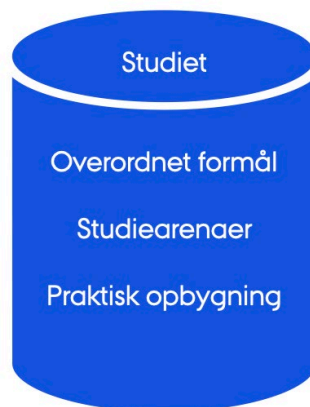 Studiet
Overordnet formål
Studiearenaer
Praktisk opbygning